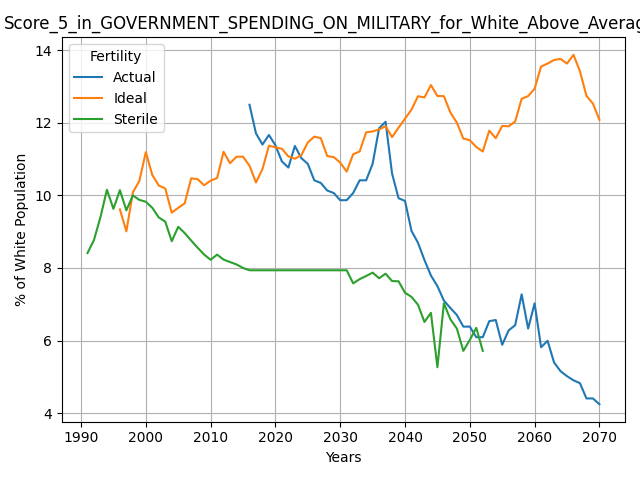 Score_5_in_GOVERNMENT_SPENDING_ON_MILITARY_for_White_Above_Averag
Fertility
Actual
Ideal
Sterile
% of White Population
14
12
10
8
6
4
1990 2000 2010 2020 2030 2040 2050 2060 2070
Years